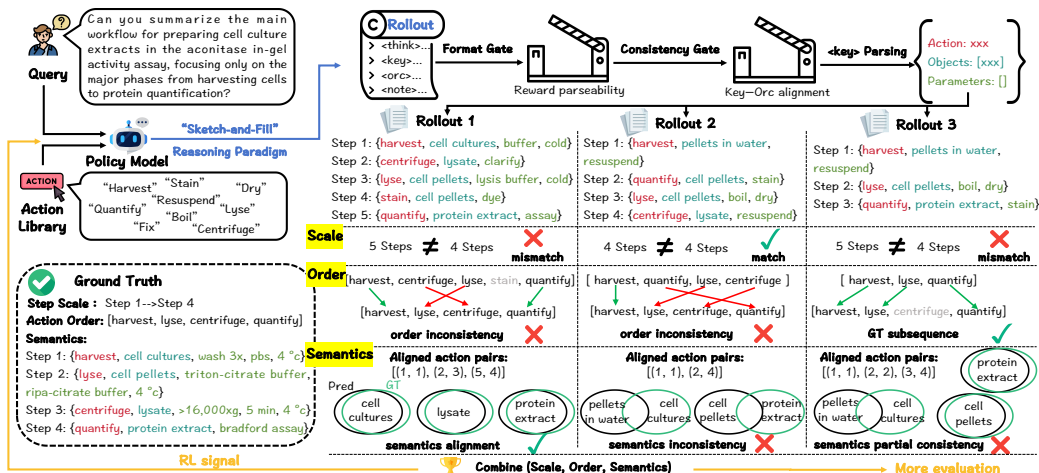 Can you summarize the main
workflow for preparing cell culture
extracts in the aconitase in-gel
activity assay, focusing only on the
major phases from harvesting cells
to protein quantification?
Query
"Sketch-and-Fill"
Reasoning Paradigm
Policy Model
ACTION
Action
Library
"Harvest" "Stain" "Dry"
"Resuspend"
"Quantify" "Lyse"
"Boil"
"Fix" "Centrifuge"
C Rollout
<think>...
<key>...
<orc>...
<note>...
Format Gate
Reward parseability
Consistency Gate
Key-Orc alignment
<key> Parsing
Action: xxx
Objects: [xxx]
Parameters: []
Rollout 1
Step 1: {harvest, cell cultures, buffer, cold}
Step 2: {centrifuge, lysate, clarify}
Step 3: {lyse, cell pellets, lysis buffer, cold}
Step 4: {stain, cell pellets, dye}
Step 5: {quantify, protein extract, assay}
Rollout 2
Step 1: {harvest, pellets in water,
resuspend}
Step 2: {quantify, cell pellets, stain}
Step 3: {lyse, cell pellets, boil, dry}
Step 4: {centrifuge, lysate, resuspend}
Rollout 3
Step 1: {harvest, pellets in water,
resuspend}
Step 2: {lyse, cell pellets, boil, dry}
Step 3: {quantify, protein extract, stain}
Scale
5 Steps ≠ 4 Steps
mismatch
4 Steps ≠ 4 Steps
match
5 Steps ≠ 4 Steps
mismatch
Order
[harvest, centrifuge, lyse, stain, quantify]
[harvest, lyse, centrifuge, quantify]
order inconsistency
[ harvest, quantify, lyse, centrifuge ]
[harvest, lyse, centrifuge, quantify]
order inconsistency
[harvest, lyse, quantify]
[harvest, lyse, centrifuge, quantify]
GT subsequence
Semantics
Aligned action pairs:
[(1, 1), (2, 3), (5, 4)]
Pred GT
cell
cultures
lysate
protein
extract
semantics alignment
Aligned action pairs:
[(1, 1), (2, 4)]
pellets
in water
cell
cultures
cell
pellets
protein
extract
semantics inconsistency
Aligned action pairs:
[(1, 1), (2, 2), (3, 4)]
protein
extract
pellets
in water
cell
cultures
cell
pellets
semantics partial consistency
Ground Truth
Step Scale : Step 1-->Step 4
Action Order: [harvest, lyse, centrifuge, quantify]
Semantics:
Step 1: {harvest, cell cultures, wash 3x, pbs, 4 °c}
Step 2: {lyse, cell pellets, triton-citrate buffer,
ripa-citrate buffer, 4 °c}
Step 3: {centrifuge, lysate, >16,000xg, 5 min, 4 °c}
Step 4: {quantify, protein extract, bradford assay}
RL signal
Combine (Scale, Order, Semantics)
More evaluation